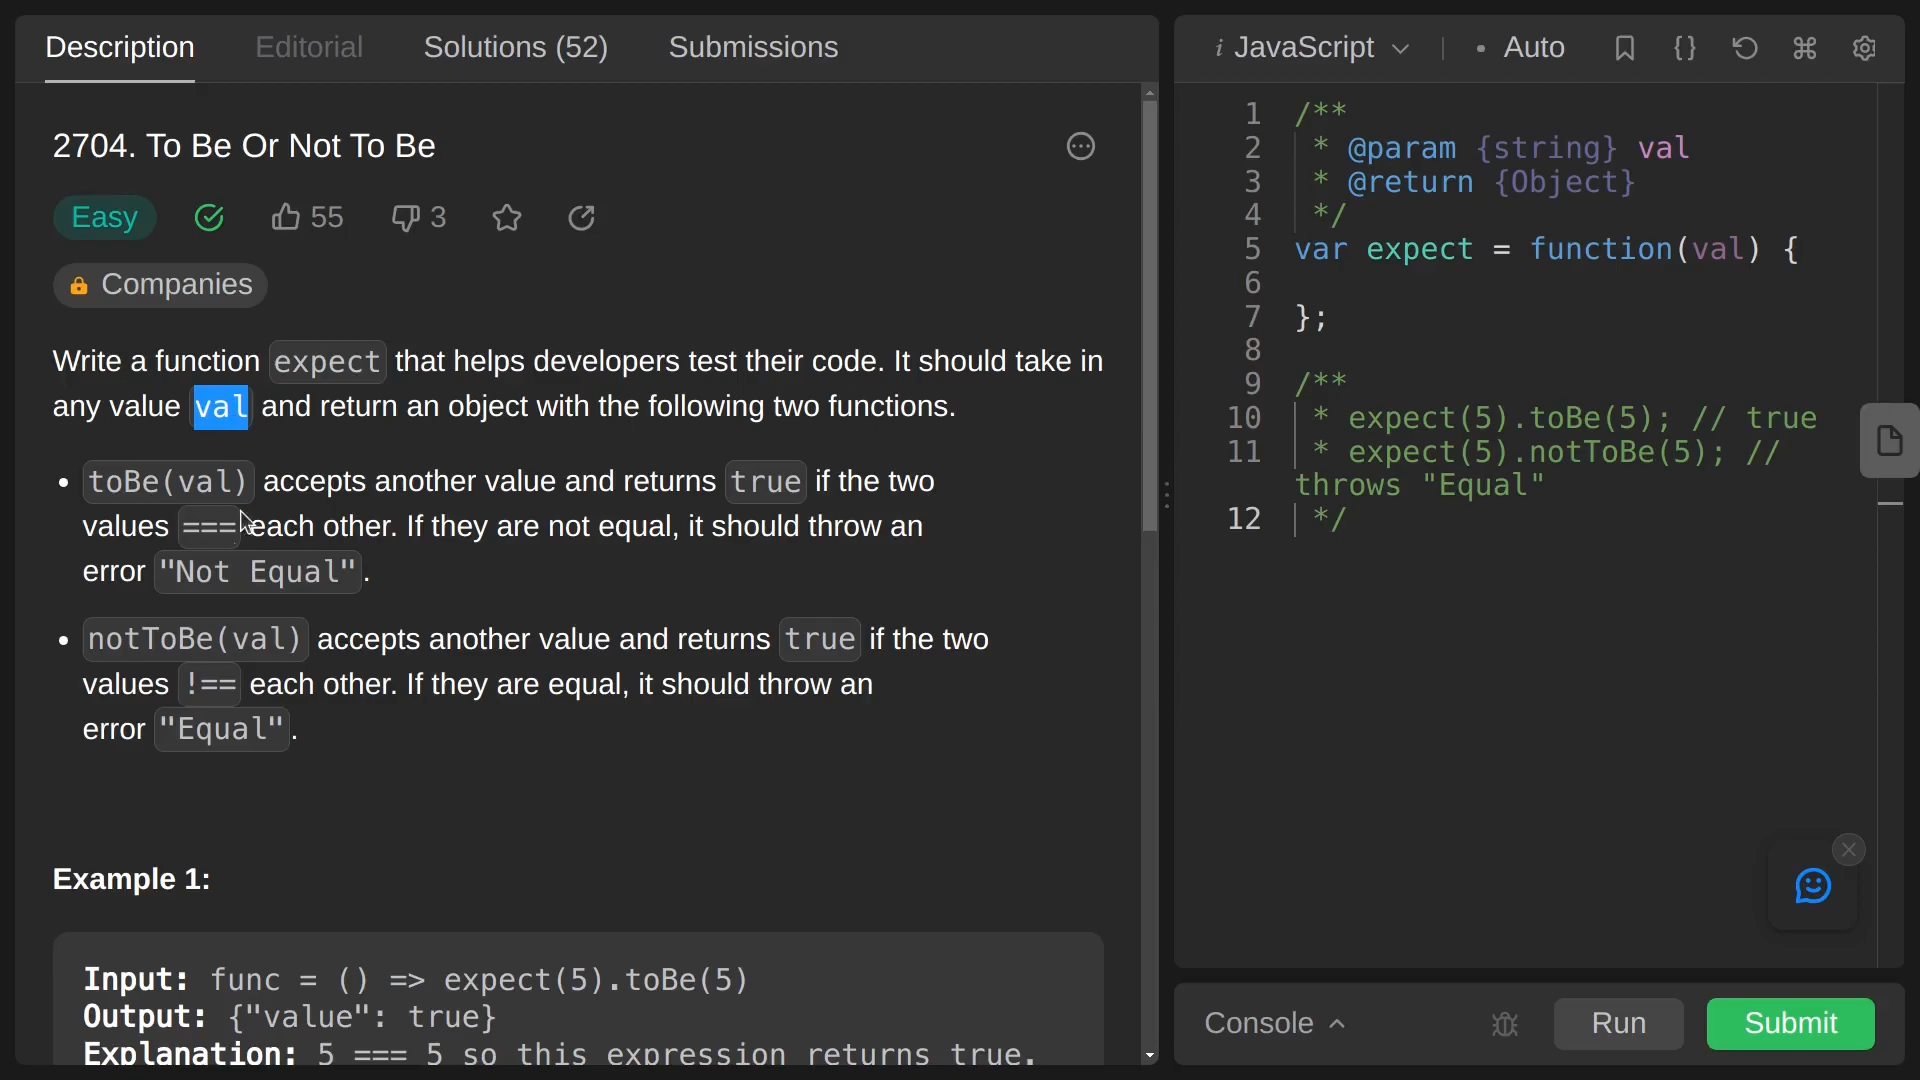 Description
Editorial
Solutions (52)
Submissions
2704. To Be Or Not To Be
Easy
55
3
Companies
Write a function expect that helps developers test their code. It should take in
any value val and return an object with the following two functions.
• toBe(val) accepts another value and returns true if the two
values === each other. If they are not equal, it should throw an
error "Not Equal".
• notToBe(val) accepts another value and returns true if the two
values !== each other. If they are equal, it should throw an
error "Equal".
Example 1:
Input: func = () => expect(5).toBe(5)
Output: {"value": true}
Explanation: 5 === 5 so this expression returns true.
i JavaScript
• Auto
{}
1 /**
2 * @param {string} val
3 * @return {Object}
4 */
5 var expect = function(val) {
6
7 };
8
9 /**
10 * expect(5).toBe(5); // true
11 * expect(5).notToBe(5); //
throws "Equal"
12 */
Console
Run
Submit